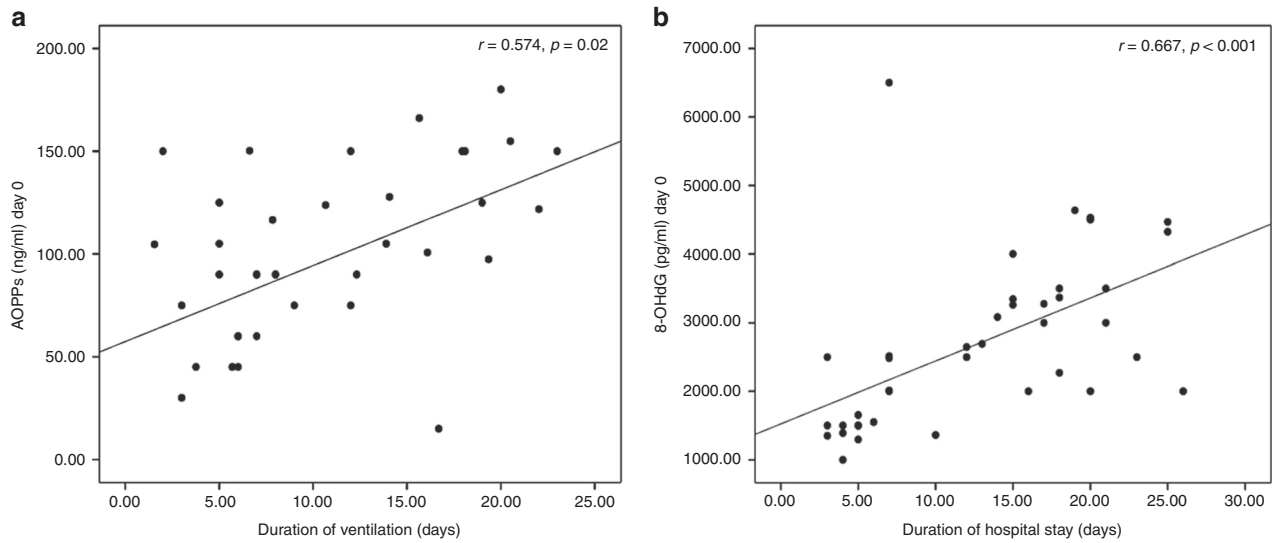 a
r = 0.574, p = 0.02
200.00
150.00
100.00
50.00
0.00
AOPPs (ng/ml) day 0
0.00 5.00 10.00 15.00 20.00 25.00
Duration of ventilation (days)
b
r = 0.667, p < 0.001
7000.00
6000.00
5000.00
4000.00
3000.00
2000.00
1000.00
8-OHdG (pg/ml) day 0
0.00 5.00 10.00 15.00 20.00 25.00 30.00
Duration of hospital stay (days)